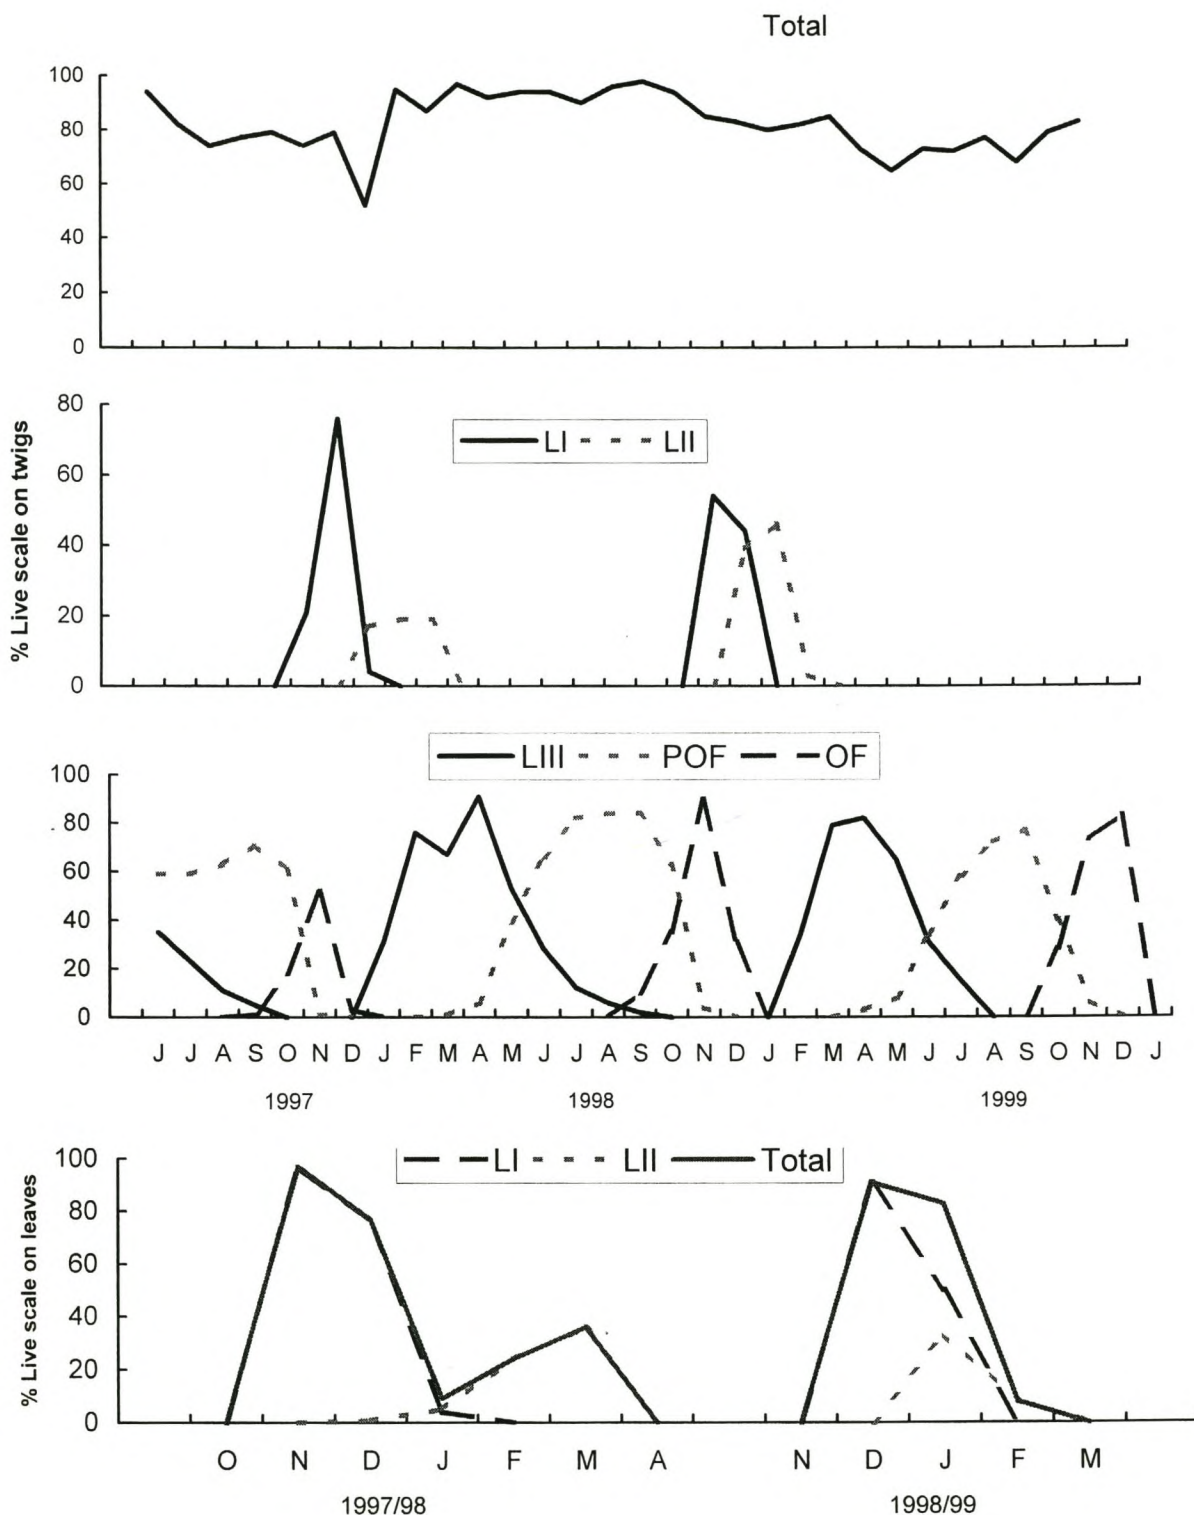 Total
100
80
60
40
20
0
% Live scale on twigs
80
60
40
20
0
LI LII
LIII POF OF
100
80
60
40
20
0
J J A S O N D J F M A M J J A S O N D J F M A M J J A S O N D J
1997 1998 1999
LI LII Total
% Live scale on leaves
100
80
60
40
20
0
O N D J F M A N D J F M
1997/98 1998/99